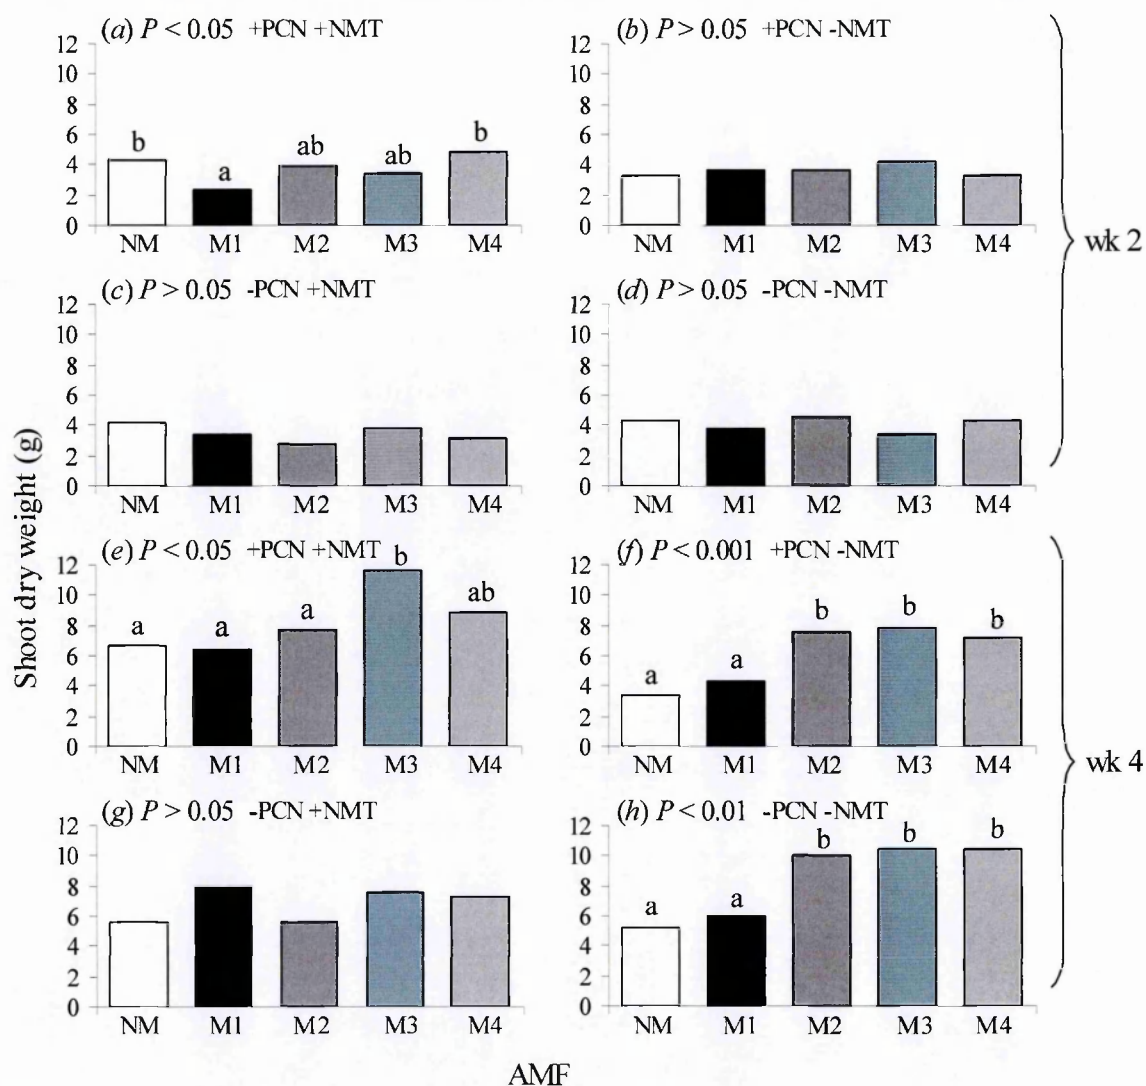 (a) P < 0.05 +PCN +NMT
12
10
8
6
4
2
0
b
a
ab
ab
b
NM M1 M2 M3 M4
(b) P > 0.05 +PCN -NMT
12
10
8
6
4
2
0
NM M1 M2 M3 M4
wk 2
(c) P > 0.05 -PCN +NMT
12
10
8
6
4
2
0
NM M1 M2 M3 M4
(d) P > 0.05 -PCN -NMT
12
10
8
6
4
2
0
NM M1 M2 M3 M4
Shoot dry weight (g)
(e) P < 0.05 +PCN +NMT
12
10
8
6
4
2
0
a
a
a
b
ab
NM M1 M2 M3 M4
(f) P < 0.001 +PCN -NMT
12
10
8
6
4
2
0
a
a
b
b
b
NM M1 M2 M3 M4
wk 4
(g) P > 0.05 -PCN +NMT
12
10
8
6
4
2
0
NM M1 M2 M3 M4
(h) P < 0.01 -PCN -NMT
12
10
8
6
4
2
0
a
a
b
b
b
NM M1 M2 M3 M4
AMF